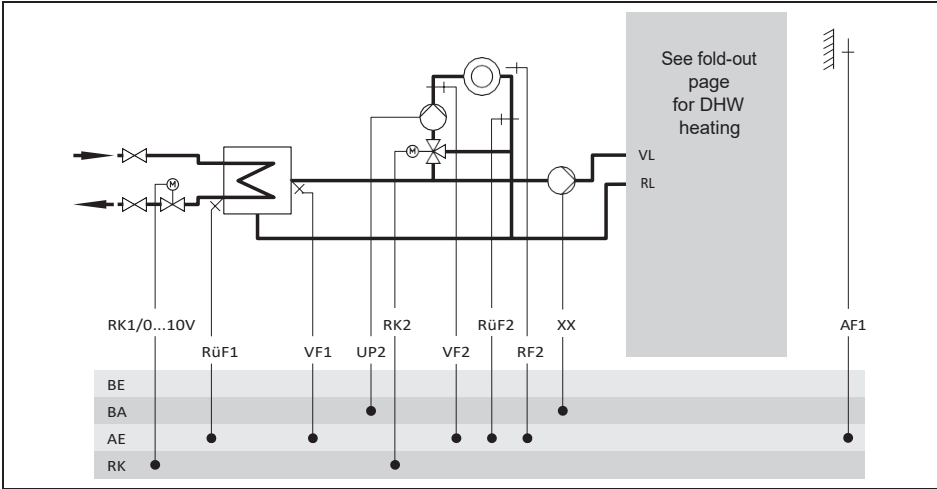 See fold-out
page
for DHW
heating
M
VL
M
RL
RK1/0...10V
RK2
RüF2
XX
AF1
RüF1
VF1
UP2
VF2
RF2
BE
BA
AE
RK